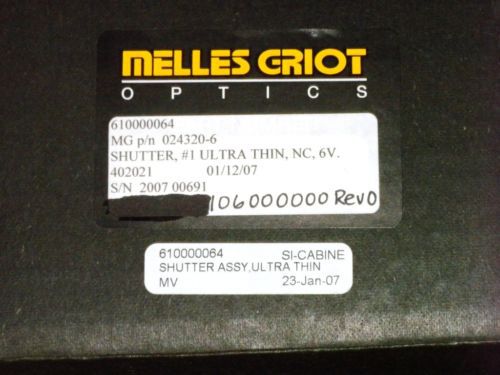 MELLES GRIOT
OPTICS
610000064
MG p/n 024320-6
SHUTTER, #1 ULTRA THIN, NC, 6V.
402021 01/12/07
S/N 2007 00691
106000000 Rev0
610000064 SI-CABINE
SHUTTER ASSY,ULTRA THIN
MV 23-Jan-07